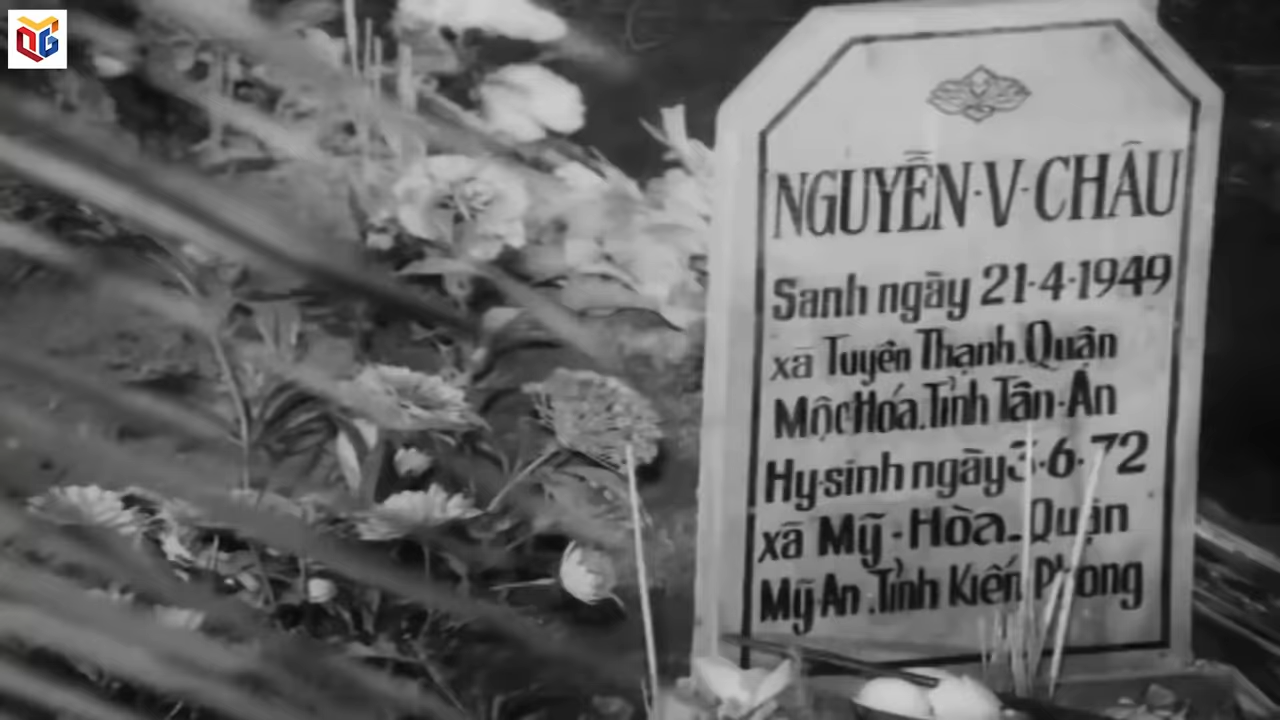 NGUYỄN·V·CHÂU
Sanh ngày 21·4·1949
xã Tuyên Thạnh. Quận
Mộc Hóa. Tỉnh Tân-An
Hy-sinh ngày 3·6·72
xã Mỹ-Hòa. Quận
Mỹ An. Tỉnh Kiến Phong